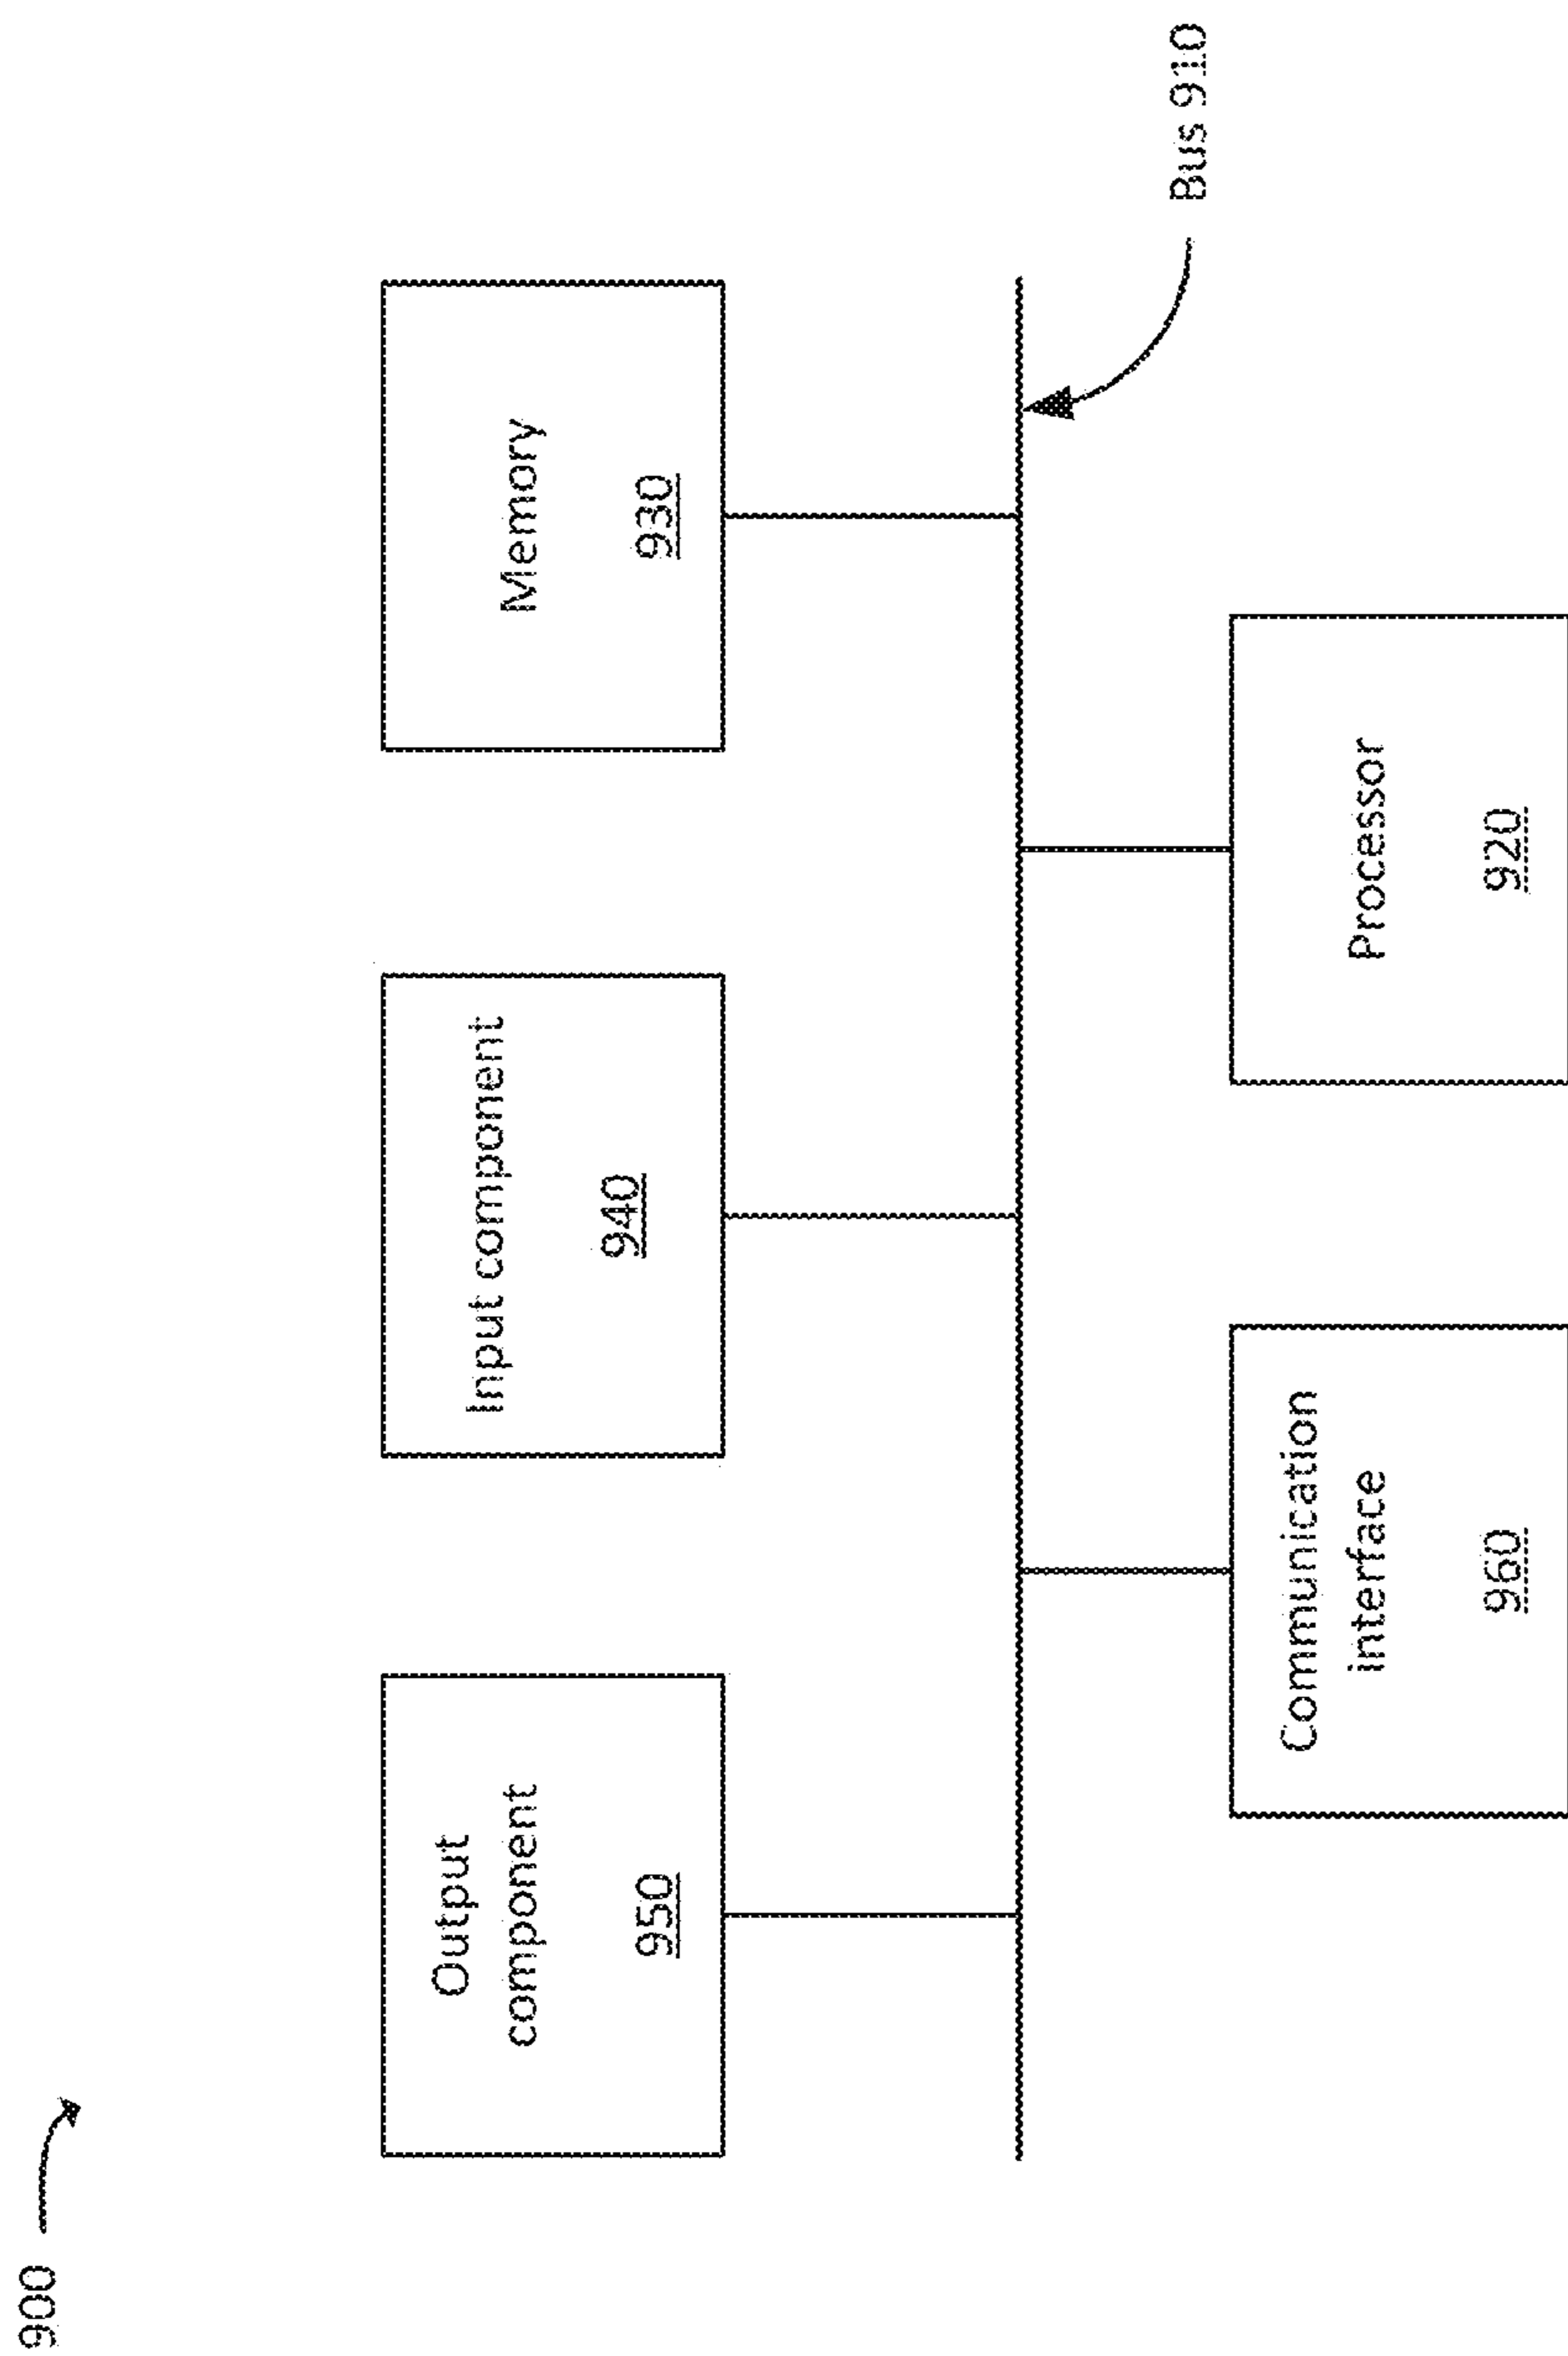 900
Output
component
950
Input component
940
Memory
930
Bus 910
Communication
interface
960
Processor
920